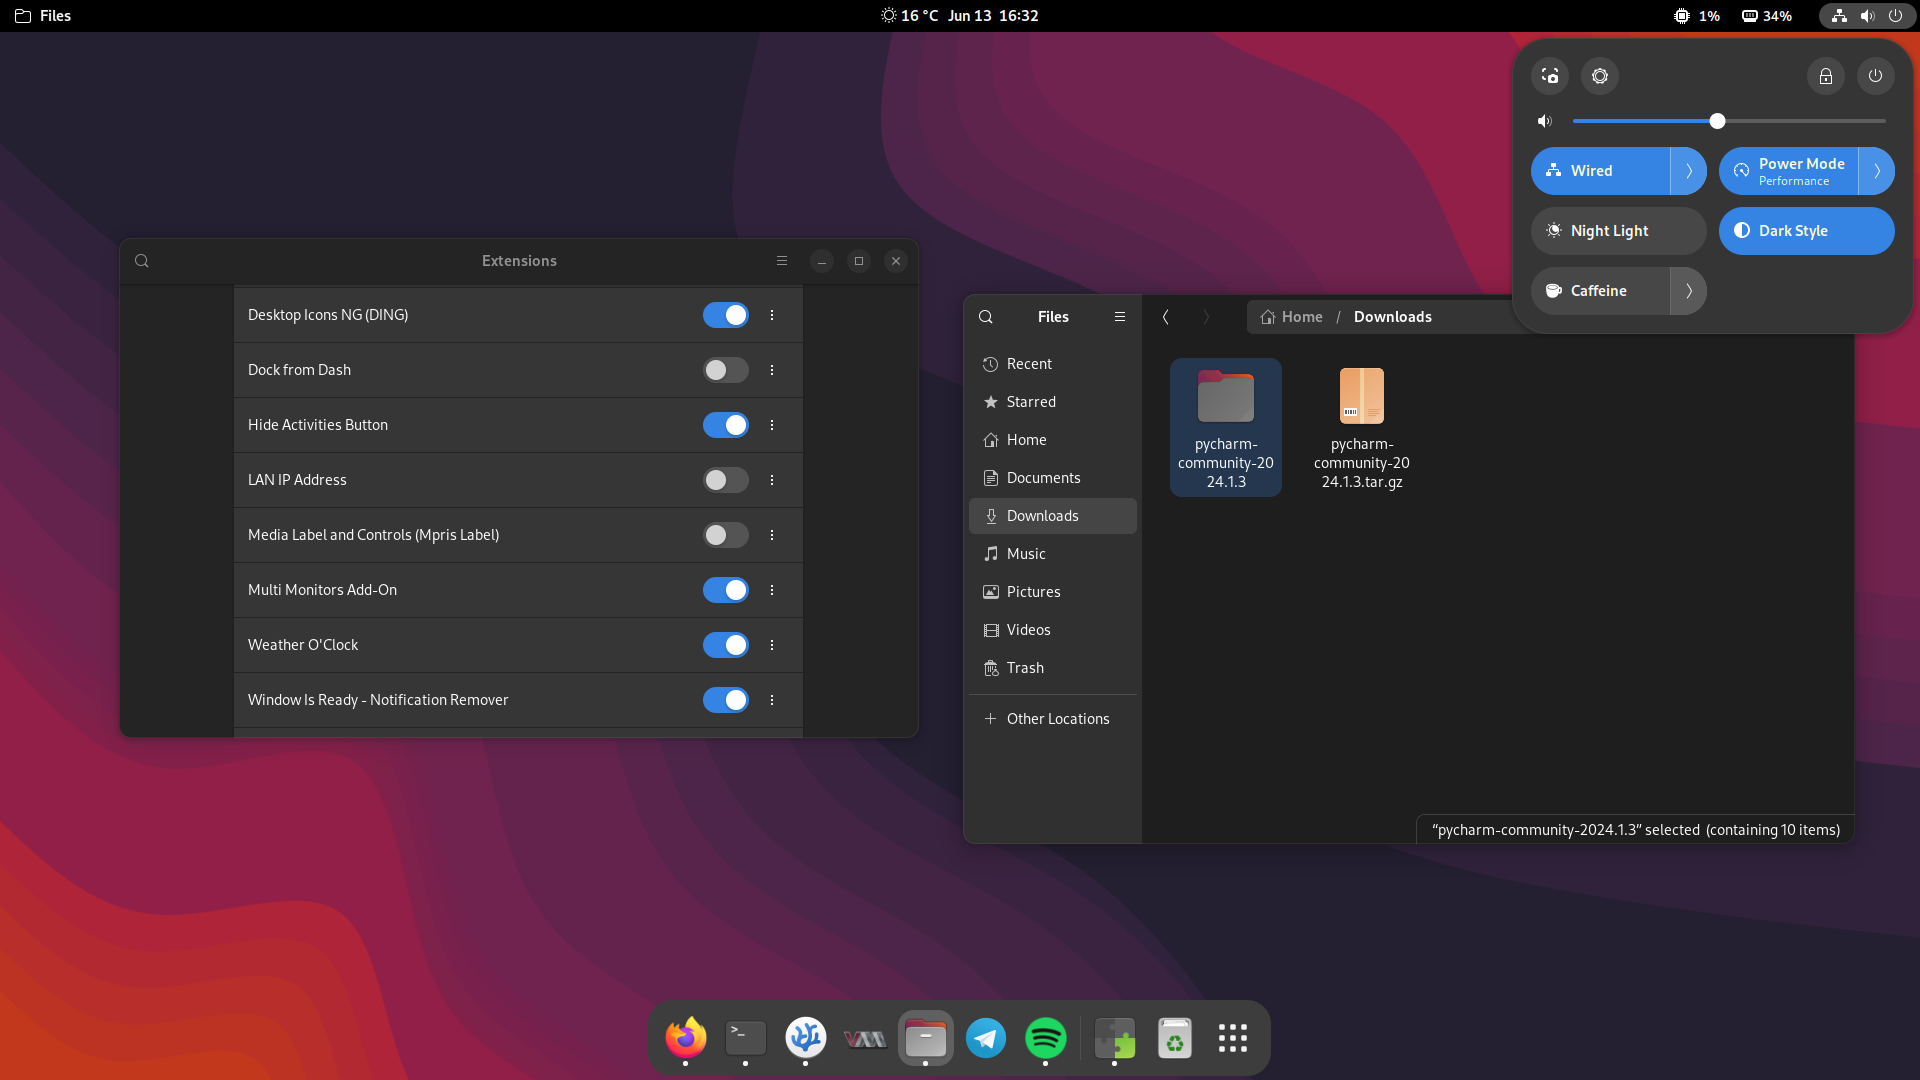 Files
16 °C Jun 13 16:32
1%
34%
Wired
Power Mode
Performance
Night Light
Dark Style
Caffeine
Extensions
Desktop Icons NG (DING)
Dock from Dash
Hide Activities Button
LAN IP Address
Media Label and Controls (Mpris Label)
Multi Monitors Add-On
Weather O'Clock
Window Is Ready - Notification Remover
Files
Recent
Starred
Home
Documents
Downloads
Music
Pictures
Videos
Trash
Other Locations
Home / Downloads
pycharm-
community-20
24.1.3
pycharm-
community-20
24.1.3.tar.gz
“pycharm-community-2024.1.3” selected (containing 10 items)
>_